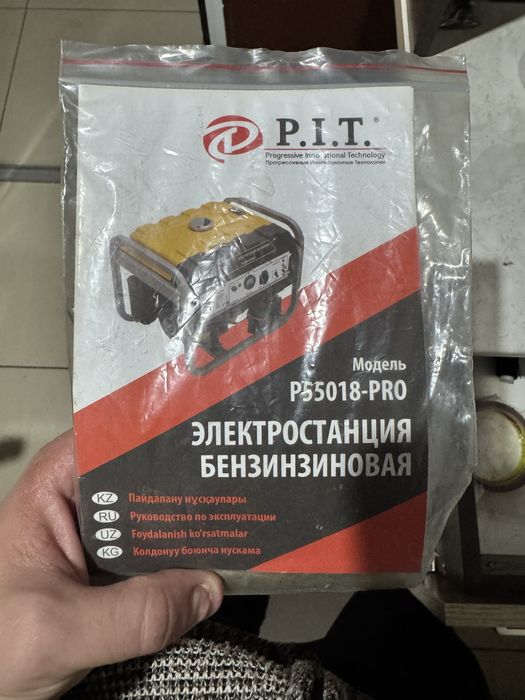 P.I.T.®
Progressive Innovational Technology
Прогрессивные Инновационные Технологии
Модель
P55018-PRO
ЭЛЕКТРОСТАНЦИЯ
БЕНЗИНЗИНОВАЯ
KZ Пайдалану нұсқаулары
RU Руководство по эксплуатации
UZ Foydalanish ko'rsatmalar
KG Колдонуу боюнча нускама